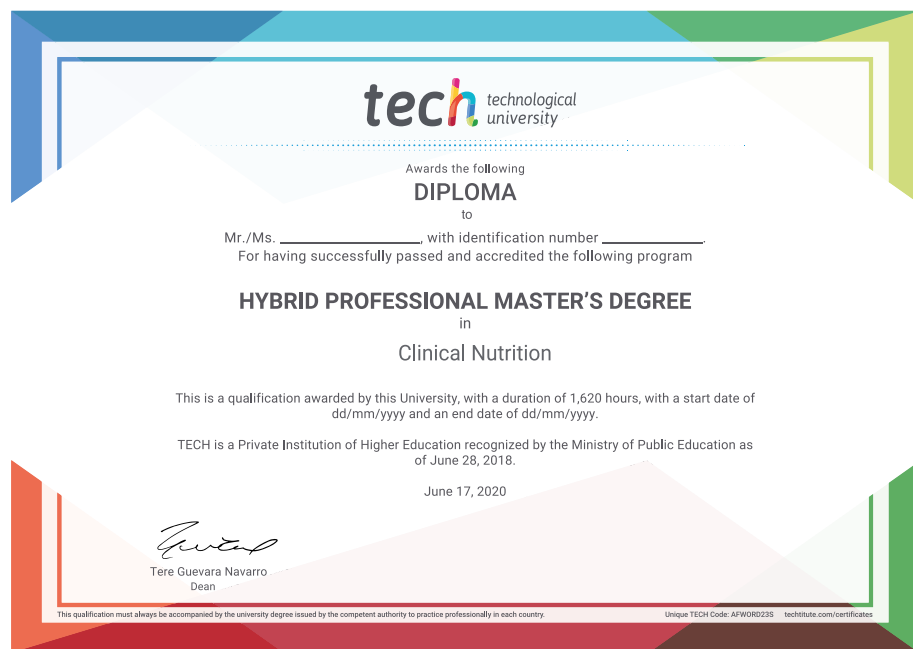 tech technological
university
Awards the following
DIPLOMA
to
Mr./Ms. ____________________, with identification number ______________.
For having successfully passed and accredited the following program
HYBRID PROFESSIONAL MASTER'S DEGREE
in
Clinical Nutrition
This is a qualification awarded by this University, with a duration of 1,620 hours, with a start date of
dd/mm/yyyy and an end date of dd/mm/yyyy.
TECH is a Private Institution of Higher Education recognized by the Ministry of Public Education as
of June 28, 2018.
June 17, 2020
Tere Guevara Navarro
Dean
This qualification must always be accompanied by the university degree issued by the competent authority to practice professionally in each country.
Unique TECH Code: AFWORD23S techtitute.com/certificates